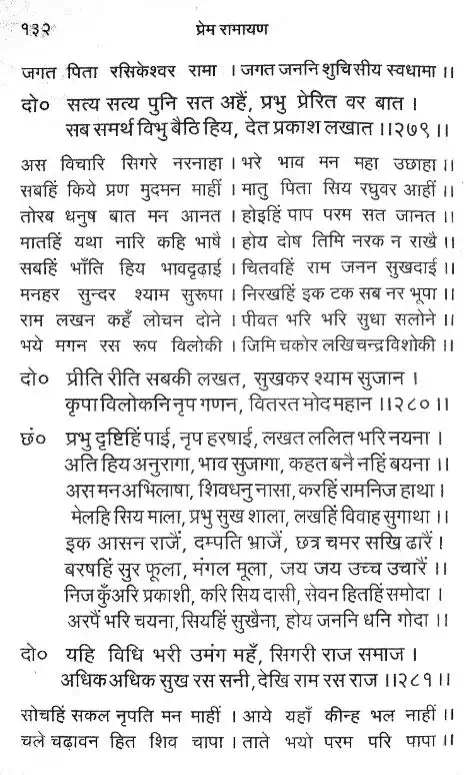 १३२ प्रेम रामायण
जगत पिता रसिकेश्वर रामा । जगत जननि शुचि सीय स्वधामा ।।
दो० सत्य सत्य पुनि सत अहैं, प्रभु प्रेरित वर बात ।
सब समर्थ विभु बैठि हिय, देत प्रकाश लखात ।।२७९।।
अस विचारि सिगरे नरनाहा । भरे भाव मन महा उछाहा ।।
सबहिं किये प्रण मुदमन माहीं । मातु पिता सिय रघुवर आहीं ।।
तोरब धनुष बात मन आनत । होइहिं पाप परम सत जानत ।।
मातहिं यथा नारि कहि भाषै । होय दोष तिमि नरक न राखै ।।
सबहिं भाँति हिय भावदृढ़ाई । चितवहिं राम जनन सुखदाई ।।
मनहर सुन्दर श्याम सुरूपा । निरखहिं इक टक सब नर भूपा ।।
राम लखन कहँ लोचन दोने । पीवत भरि भरि सुधा सलोने ।।
भये मगन रस रूप विलोकी । जिमि चकोर लखि चन्द्र विशोकी ।।
दो० प्रीति रीति सबकी लखत, सुखकर श्याम सुजान ।
कृपा विलोकनि नृप गणन, वितरत मोद महान ।।२८०।।
छं० प्रभु दृष्टिहिं पाई, नृप हरषाई, लखत ललित भरि नयना ।
अति हिय अनुरागा, भाव सुजागा, कहत बनै नहिं बयना ।।
अस मन अभिलाषा, शिवधनु नासा, करहिं रामनिज हाथा ।
मेलहि सिय माला, प्रभु सुख शाला, लखहिं विवाह सुगाथा ।।
इक आसन राजैं, दम्पति भ्राजैं, छत्र चमर सखि ढारैं ।
बरषहिं सुर फूला, मंगल मूला, जय जय उच्च उचारैं ।।
निज कुँअरि प्रकाशी, करि सिय दासी, सेवन हितहिं समोदा ।
अरपैं भरि चयना, सियहिं सुखैना, होय जननि धनि गोदा ।।
दो० यहि विधि भरी उमंग महँ, सिगरी राज समाज ।
अधिक अधिक सुख रस सनी, देखि राम रस राज ।।२८१।।
सोचहिं सकल नृपति मन माहीं । आये यहाँ कीन्ह भल नाहीं ।।
चले चढ़ावन हित शिव चापा । ताते भयो परम परि पापा ।।